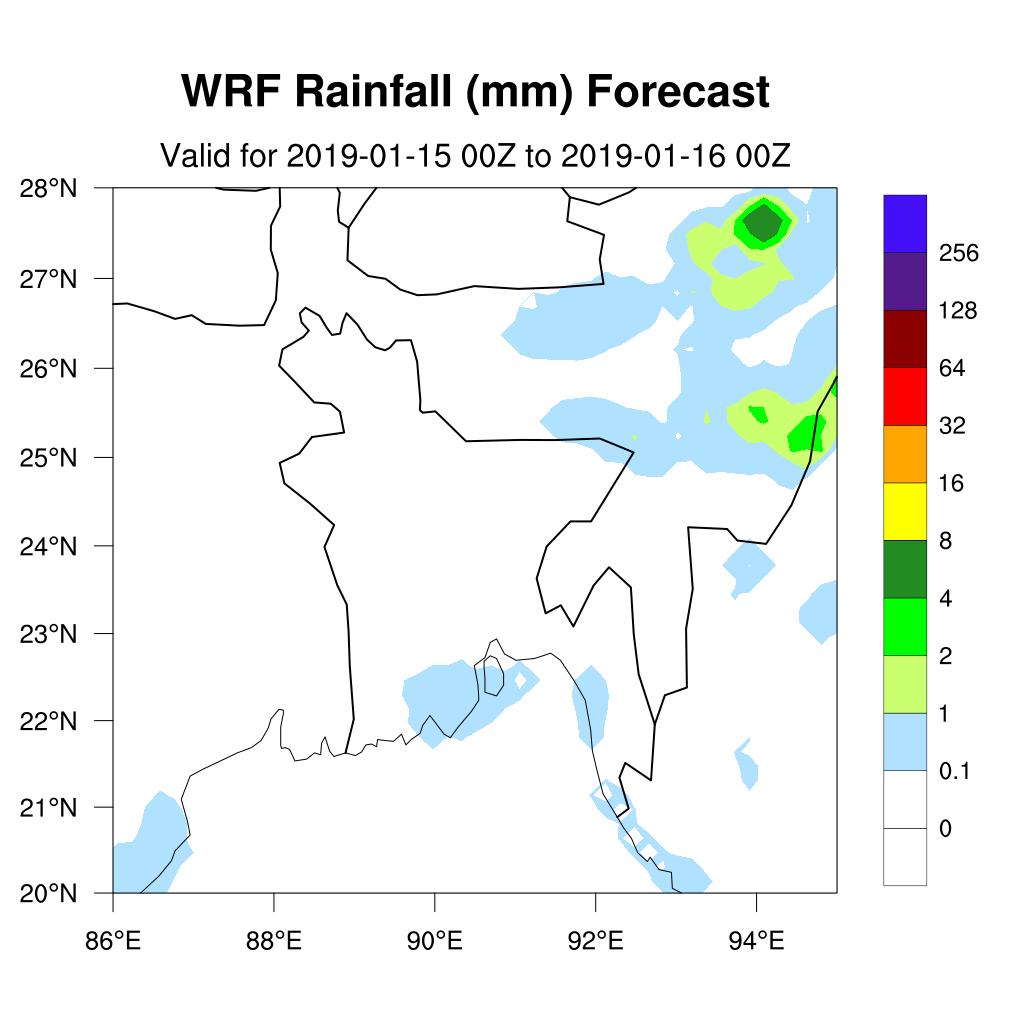 WRF Rainfall (mm) Forecast
Valid for 2019-01-15 00Z to 2019-01-16 00Z
28°N
27°N
26°N
25°N
24°N
23°N
22°N
21°N
20°N
86°E 88°E 90°E 92°E 94°E
256
128
64
32
16
8
4
2
1
0.1
0